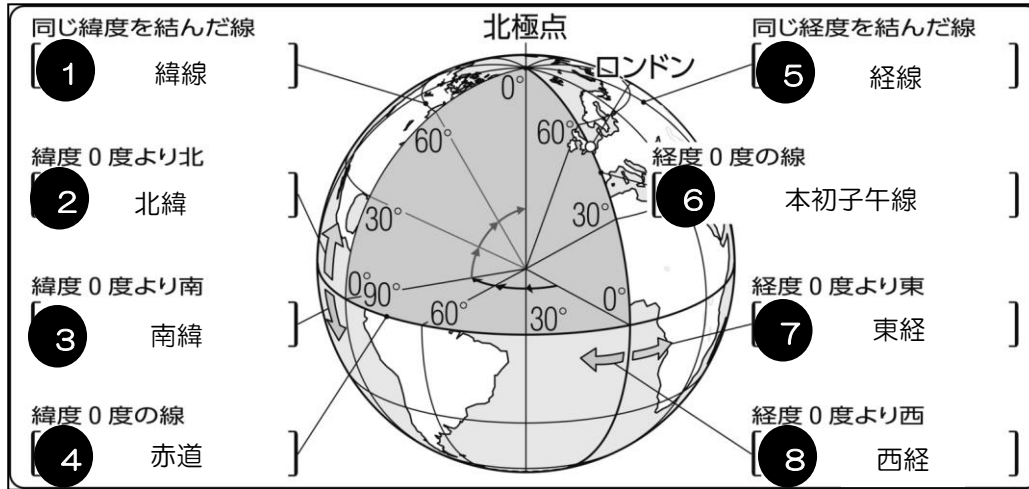 同じ緯度を結んだ線
1 緯線
緯度0度より北
2 北緯
緯度0度より南
3 南緯
緯度0度の線
4 赤道
北極点
ロンドン
0°
60°
60°
30°
30°
0°
90°
60°
30°
0°
同じ経度を結んだ線
5 経線
経度0度の線
6 本初子午線
経度0度より東
7 東経
経度0度より西
8 西経